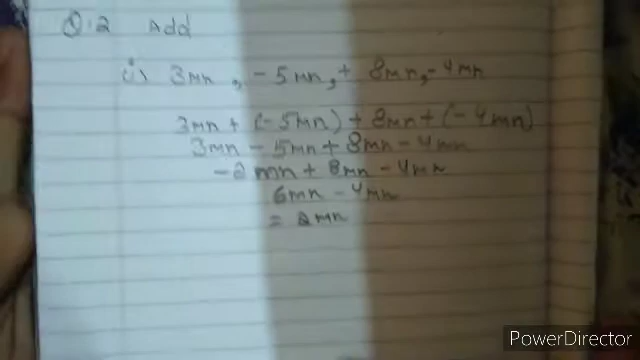 Q.2 Add
(i) 3mn, -5mn, + 8mn, -4mn
3mn + (-5mn) + 8mn + (-4mn)
3mn - 5mn + 8mn - 4mn
-2mn + 8mn - 4mn
6mn - 4mn
= 2mn
PowerDirector